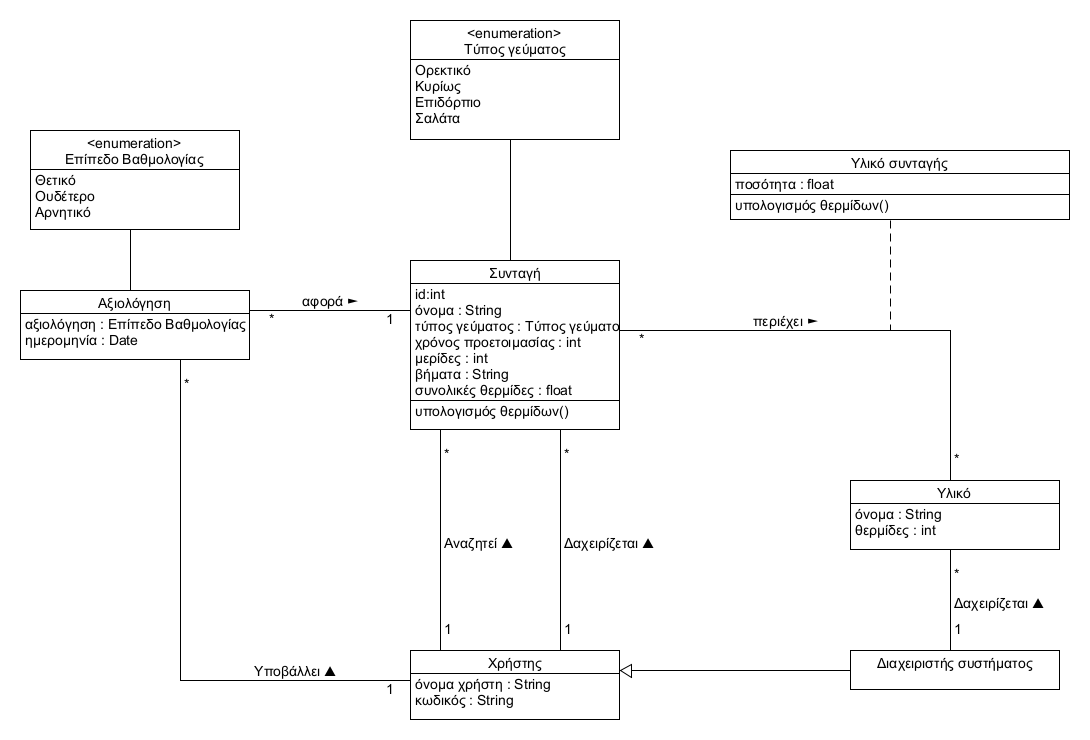 <enumeration>
Τύπος γεύματος
Ορεκτικό
Κυρίως
Επιδόρπιο
Σαλάτα
<enumeration>
Επίπεδο Βαθμολογίας
Θετικό
Ουδέτερο
Αρνητικό
Υλικό συνταγής
ποσότητα : float
υπολογισμός θερμίδων()
Αξιολόγηση
αξιολόγηση : Επίπεδο Βαθμολογίας
ημερομηνία : Date
αφορά ►
*
1
Συνταγή
id:int
όνομα : String
τύπος γεύματος : Τύπος γεύματο
χρόνος προετοιμασίας : int
μερίδες : int
βήματα : String
συνολικές θερμίδες : float
υπολογισμός θερμίδων()
περιέχει ►
*
*
*
*
*
Υλικό
όνομα : String
θερμίδες : int
Αναζητεί ▲
Δαχειρίζεται ▲
*
Δαχειρίζεται ▲
1
1
1
Υποβάλλει ▲
1
Χρήστης
όνομα χρήστη : String
κωδικός : String
Διαχειριστής συστήματος